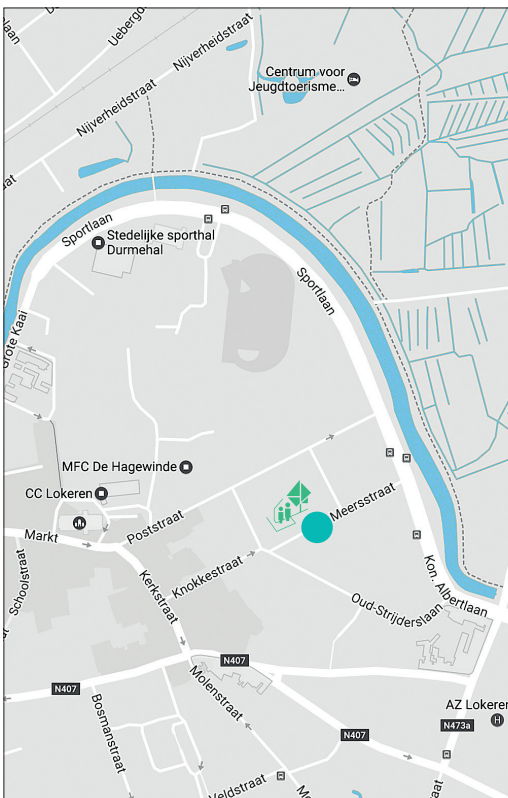 Uebergo
Nijverheidstraat
Nijverheidstraat
Centrum voor
Jeugdtoerisme...
Sportlaan
Stedelijke sporthal
Durmehal
Sportlaan
Grote Kaai
MFC De Hagewinde
CC Lokeren
Meersstraat
Markt
Poststraat
Schoolstraat
Kerkstraat
Knokkestraat
Oud-Strijderslaan
Kon. Albertlaan
N407
N407
Molenstraat
Bosmanstraat
AZ Lokeren
H
N473a
N407
Veldstraat